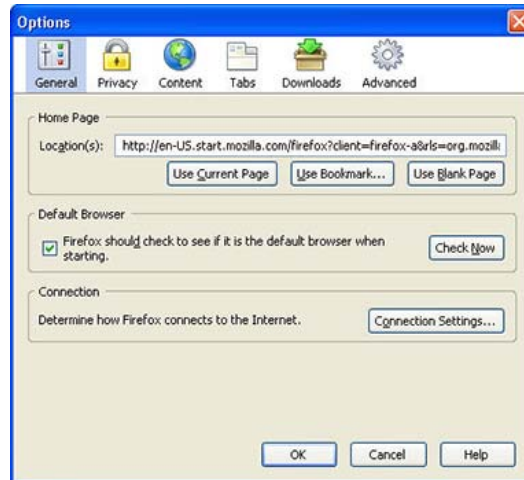 Options
General Privacy Content Tabs Downloads Advanced
Home Page
Location(s): http://en-US.start.mozilla.com/firefox?client=firefox-a&rls=org.mozill
Use Current Page Use Bookmark... Use Blank Page
Default Browser
Firefox should check to see if it is the default browser when
starting.
Check Now
Connection
Determine how Firefox connects to the Internet. Connection Settings...
OK Cancel Help